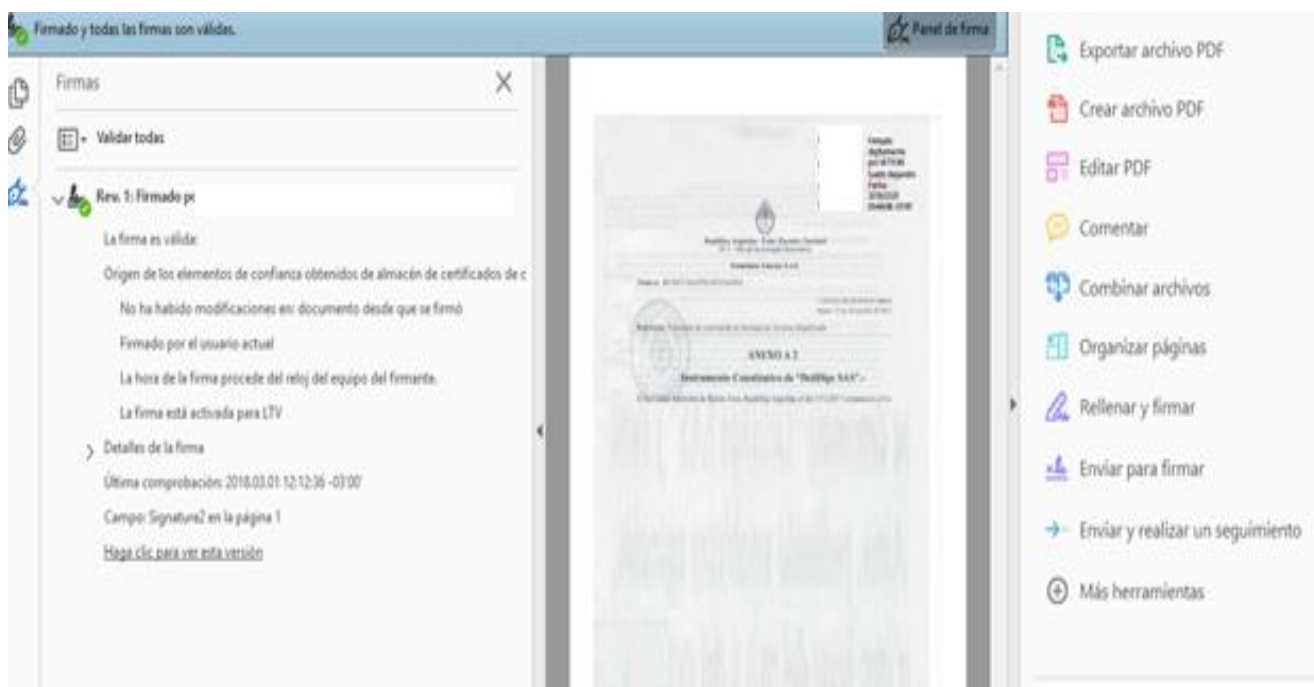 Firmado y todas las firmas son válidas.
Panel de firma
Firmas
Validar todas
Rev. 1: Firmado po
La firma es válida:
Origen de los elementos de confianza obtenidos de almacén de certificados de c
No ha habido modificaciones en: documento desde que se firmó
Firmado por el usuario actual
La hora de la firma procede del reloj del equipo del firmante.
La firma está activada para LTV
Detalles de la firma
Última comprobación: 2018.03.01 12:12:36 -03'00'
Campo: Signature2 en la página 1
Haga clic para ver esta versión
Firmado
digitalmente
Fecha:
ANEXO A 2
Instrumento Constitutivo de
Exportar archivo PDF
Crear archivo PDF
Editar PDF
Comentar
Combinar archivos
Organizar páginas
Rellenar y firmar
Enviar para firmar
Enviar y realizar un seguimiento
Más herramientas